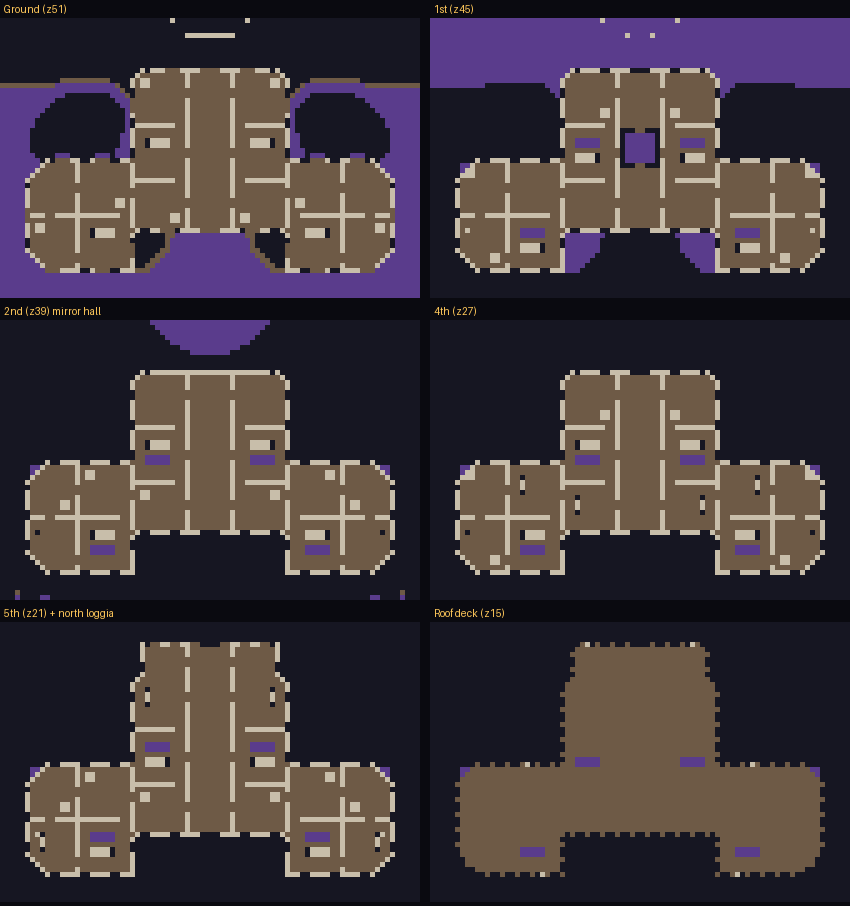 Ground (z51)
1st (z45)
2nd (z39) mirror hall
4th (z27)
5th (z21) + north loggia
Roof deck (z15)